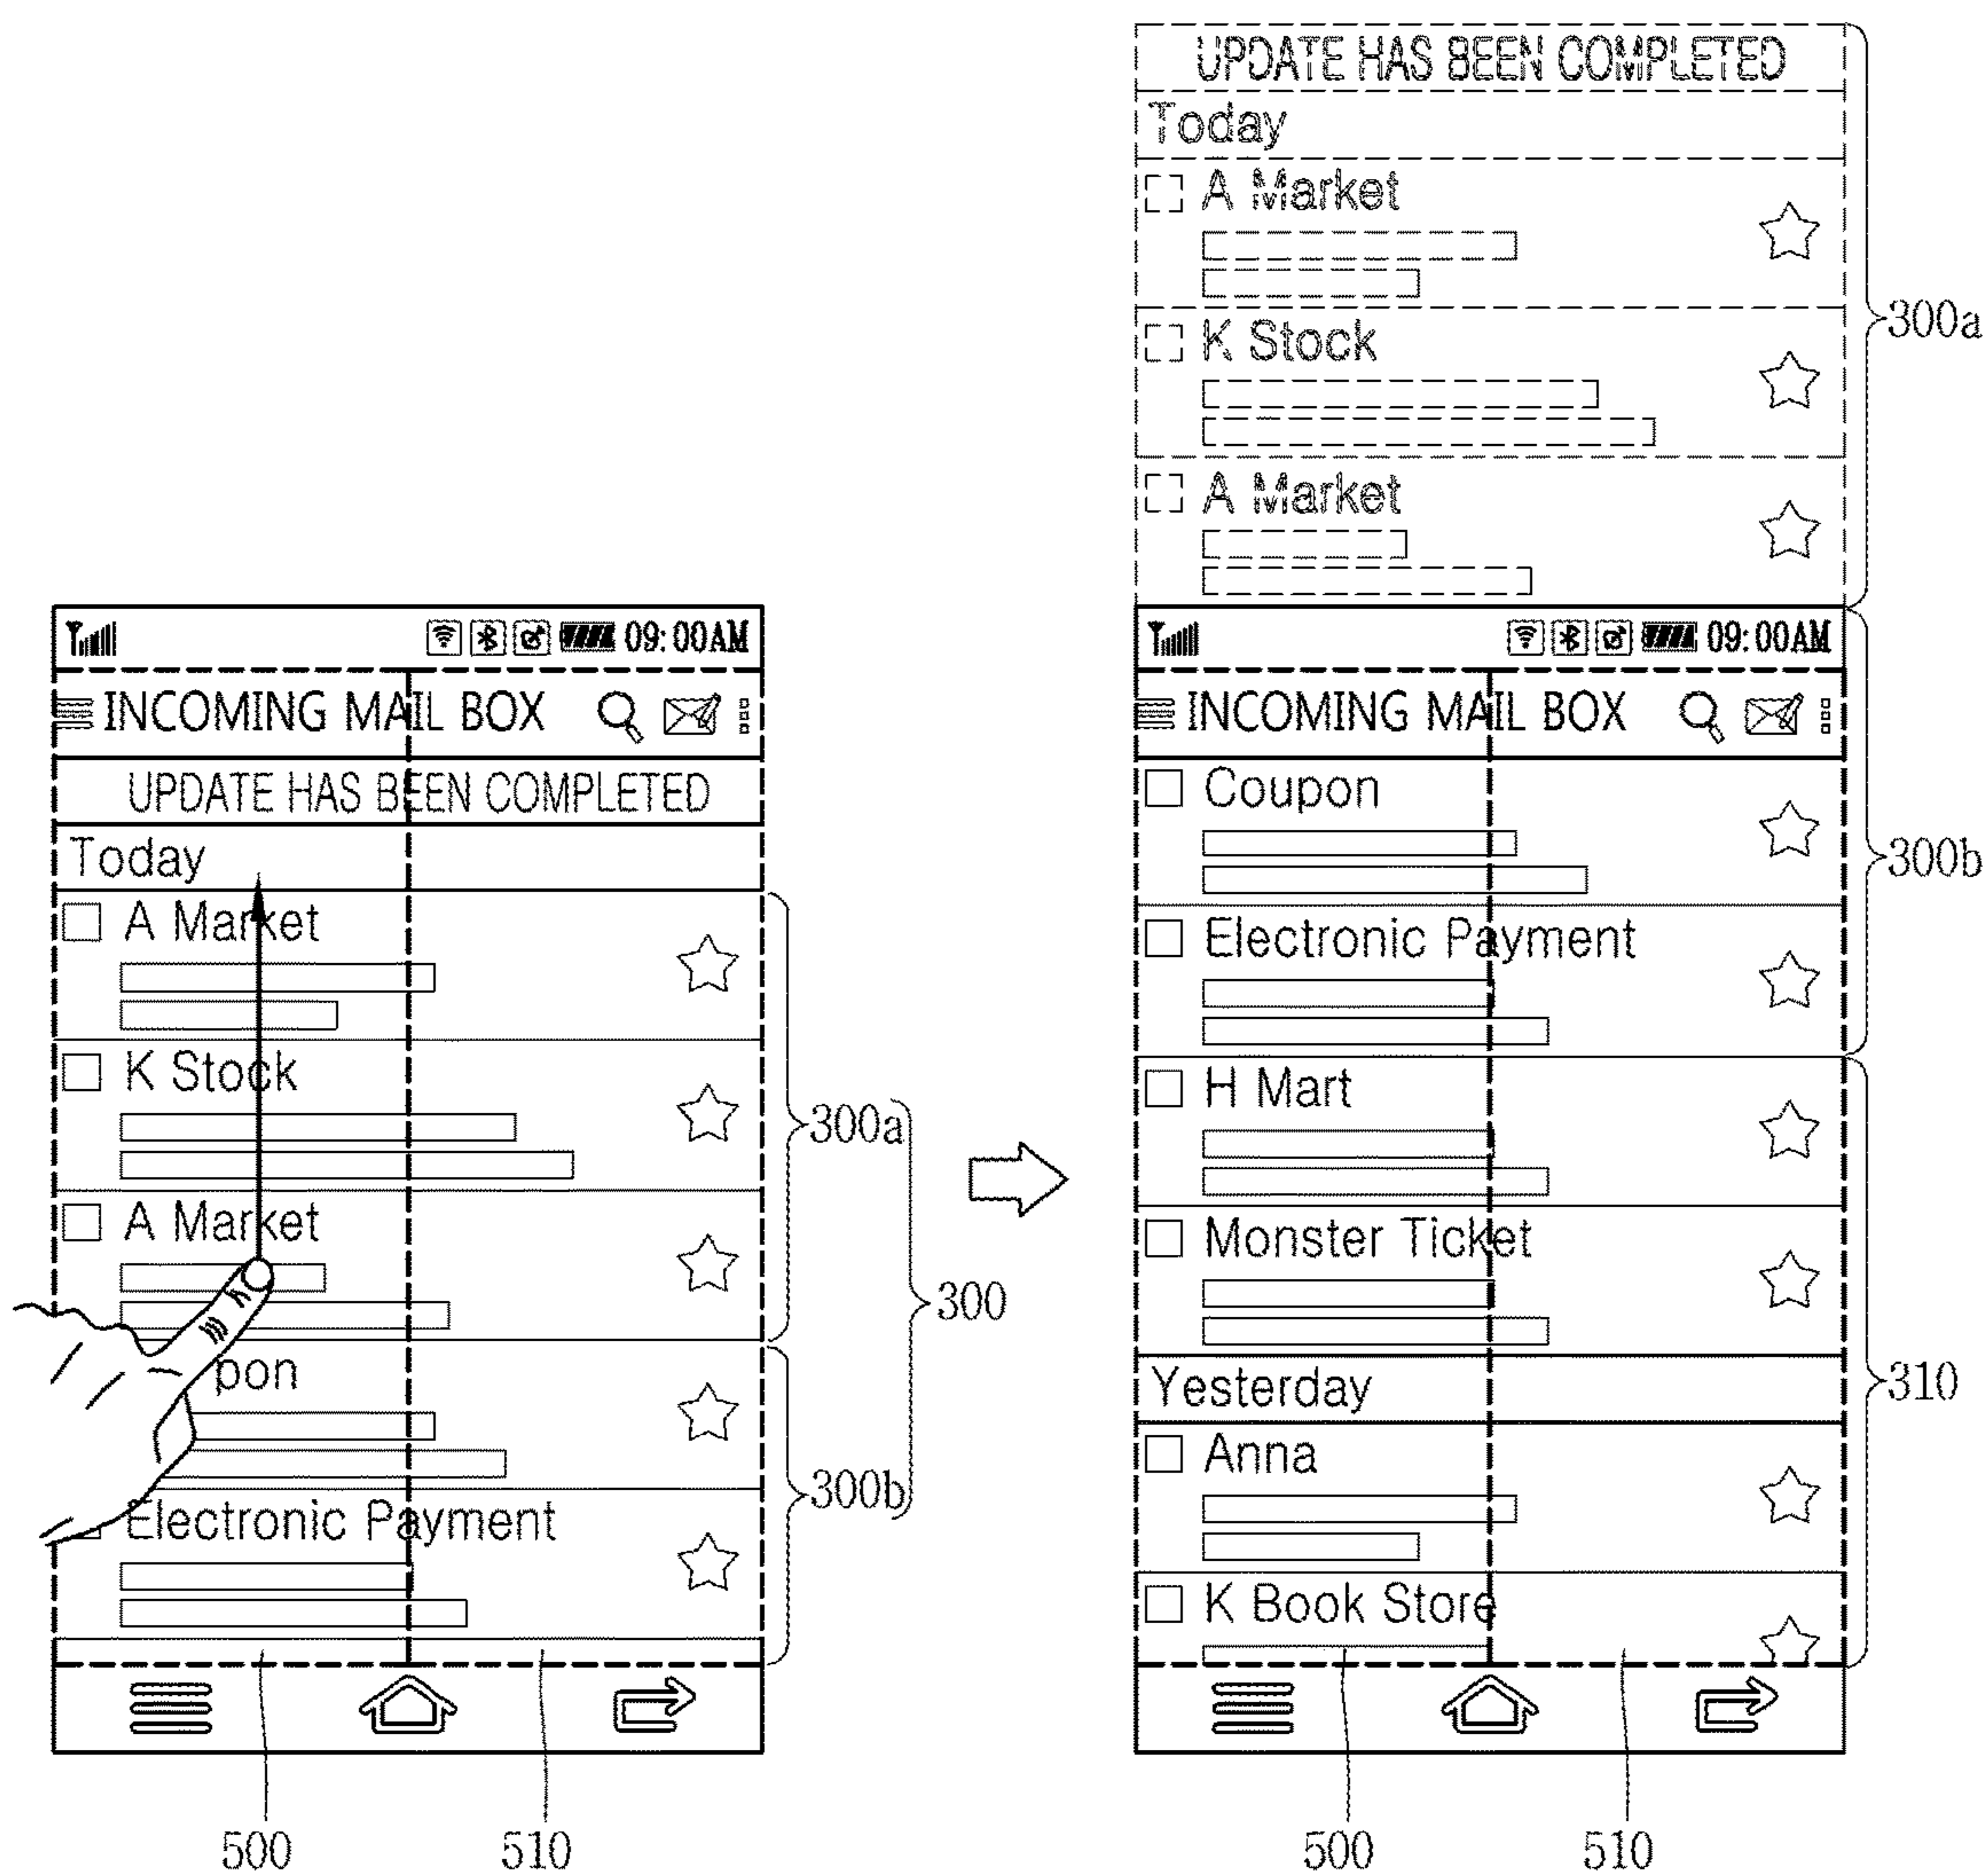 09:00AM
INCOMING MAIL BOX
UPDATE HAS BEEN COMPLETED
Today
A Market
K Stock
A Market
pon
Electronic Payment
300a
300b
300
500
510
UPDATE HAS BEEN COMPLETED
Today
A Market
K Stock
A Market
300a
09:00AM
INCOMING MAIL BOX
Coupon
Electronic Payment
300b
H Mart
Monster Ticket
Yesterday
Anna
K Book Store
310
500
510